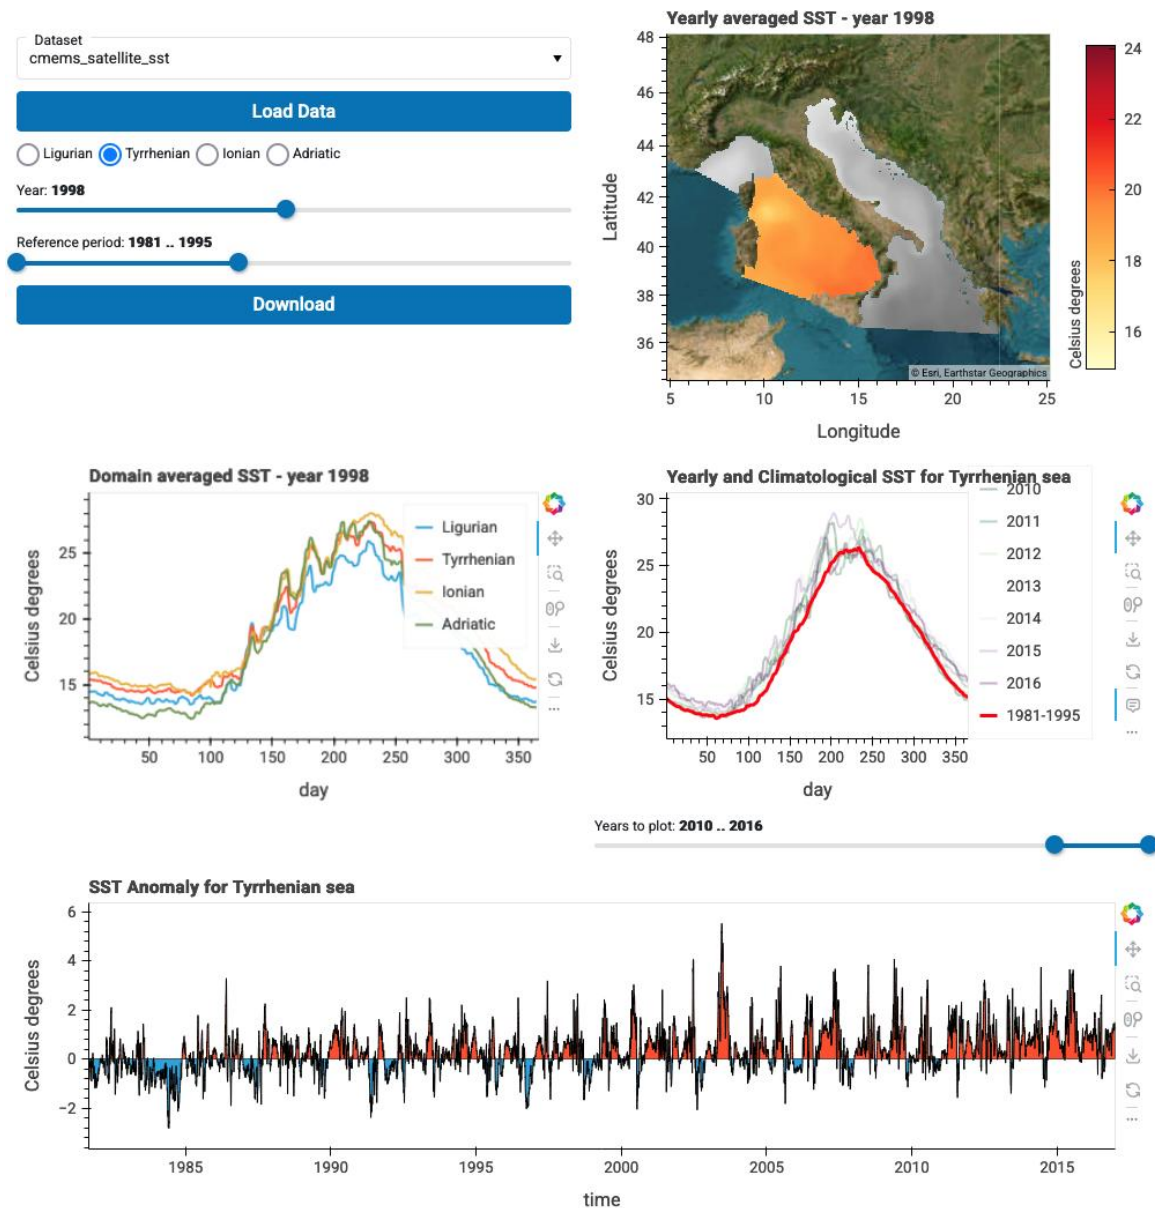 Dataset
cmems_satellite_sst
Load Data
Ligurian Tyrrhenian Ionian Adriatic
Year: 1998
Reference period: 1981 .. 1995
Download
Yearly averaged SST - year 1998
48
46
44
42
40
38
36
Latitude
5 10 15 20 25
Longitude
© Esri, Earthstar Geographics
24
22
20
18
16
Celsius degrees
Domain averaged SST - year 1998
25
20
15
Celsius degrees
50 100 150 200 250 300 350
day
Ligurian
Tyrrhenian
Ionian
Adriatic
Yearly and Climatological SST for Tyrrhenian sea
30
25
20
15
Celsius degrees
50 100 150 200 250 300 350
day
2010
2011
2012
2013
2014
2015
2016
1981-1995
Years to plot: 2010 .. 2016
SST Anomaly for Tyrrhenian sea
6
4
2
0
−2
Celsius degrees
1985 1990 1995 2000 2005 2010 2015
time